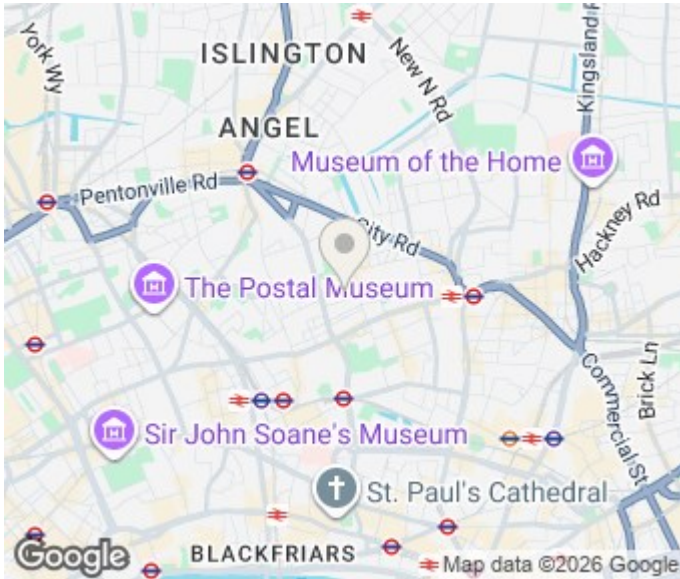 York Wy
ISLINGTON
New N Rd
Kingsland R
ANGEL
Museum of the Home
Pentonville Rd
City Rd
Hackney Rd
The Postal Museum
Commercial St
Brick Ln
Sir John Soane's Museum
St. Paul's Cathedral
BLACKFRIARS
Google
Map data ©2026 Google